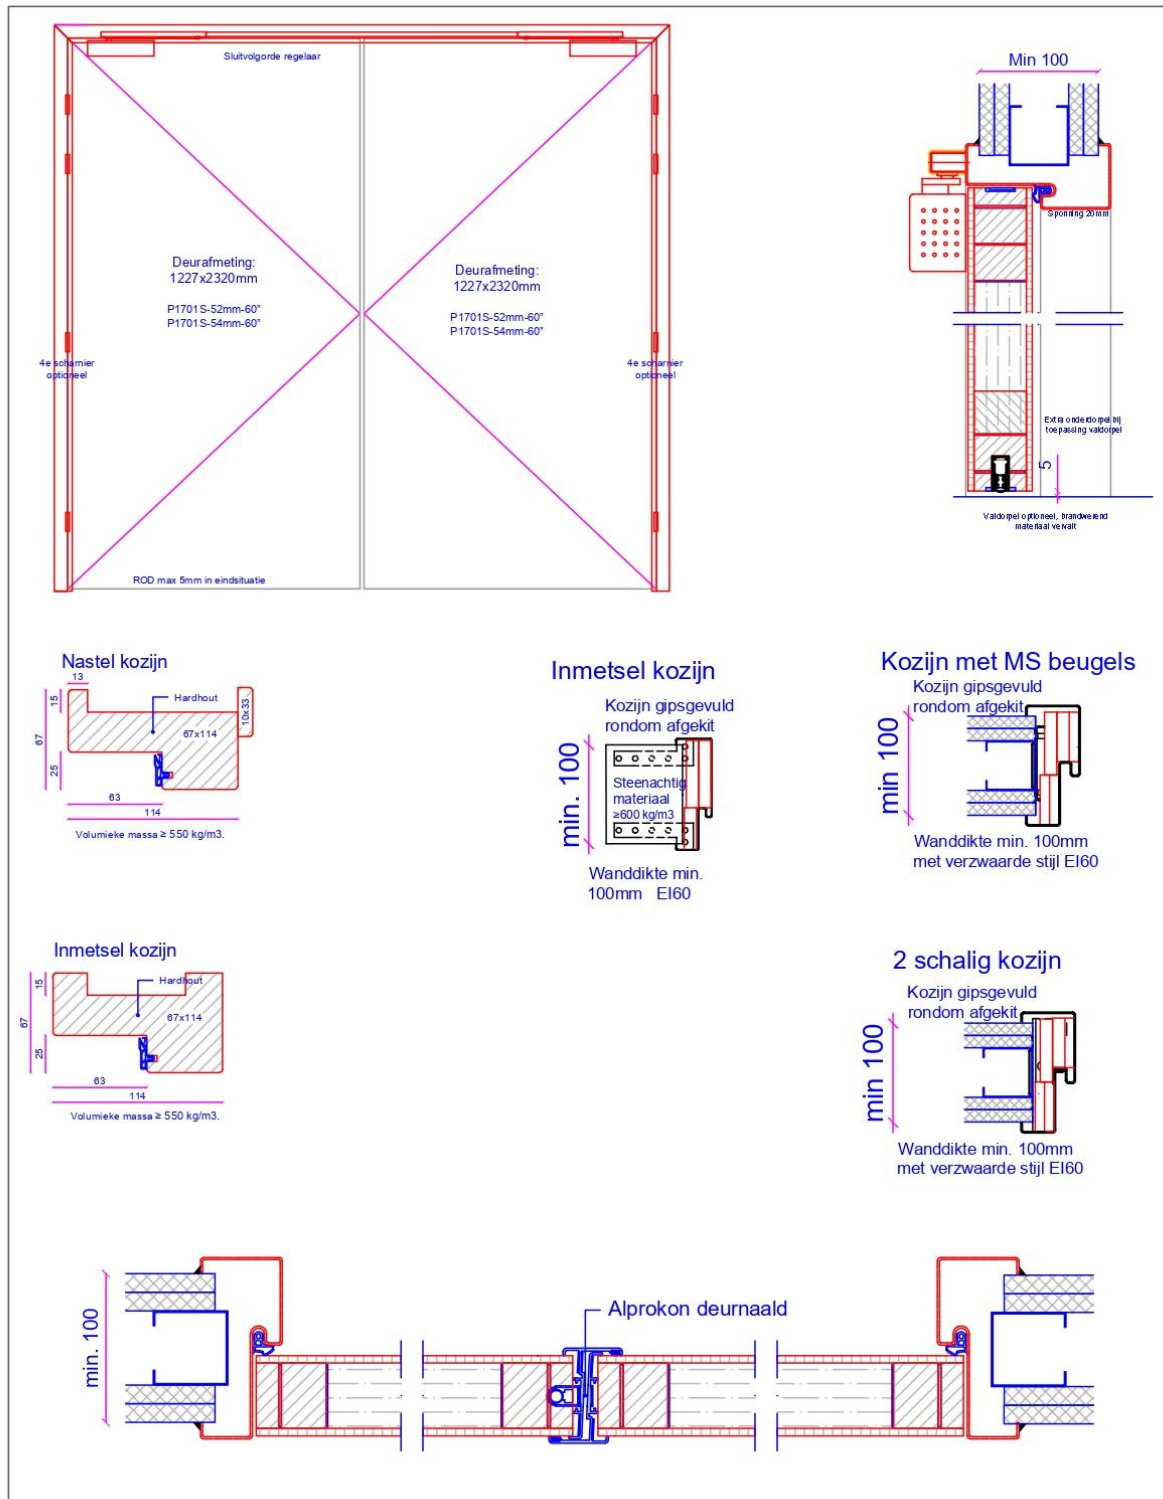 Sluitvolgorde regelaar
Deurafmeting:
1227x2320mm
P1701S-52mm-60"
P1701S-54mm-60"
Deurafmeting:
1227x2320mm
P1701S-52mm-60"
P1701S-54mm-60"
4e scharnier
optioneel
4e scharnier
optioneel
ROD max 5mm in eindsituatie
Min 100
Sponning 20mm
Extra onderdorpel bij
toepassing valdorpel
5
Valdorpel optioneel, brandwerend
materiaal vervalt
Nastel kozijn
13
15
67
25
Hardhout
67x114
10x33
63
114
Volumieke massa ≥ 550 kg/m3.
Inmetsel kozijn
Kozijn gipsgevuld
rondom afgekit
min. 100
Steenachtig
materiaal
≥600 kg/m3
Wanddikte min.
100mm EI60
Kozijn met MS beugels
Kozijn gipsgevuld
rondom afgekit
min 100
Wanddikte min. 100mm
met verzwaarde stijl EI60
Inmetsel kozijn
15
67
25
Hardhout
67x114
63
114
Volumieke massa ≥ 550 kg/m3.
2 schalig kozijn
Kozijn gipsgevuld
rondom afgekit
min 100
Wanddikte min. 100mm
met verzwaarde stijl EI60
min. 100
Alprokon deurnaald